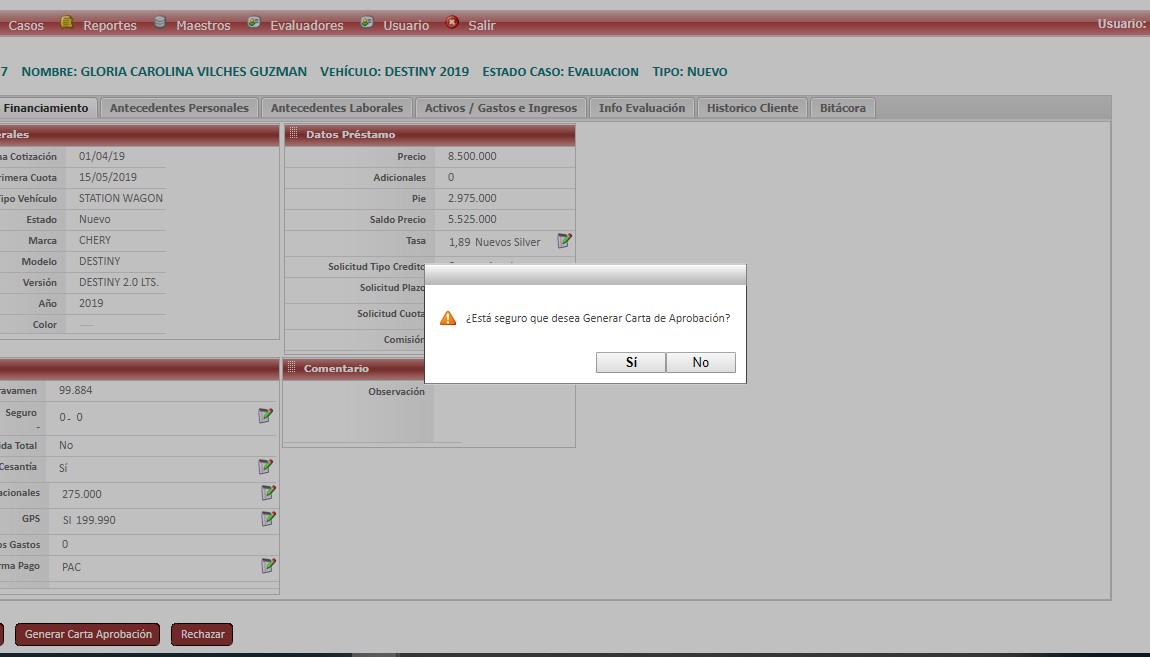 Casos Reportes Maestros Evaluadores Usuario Salir Usuario:
7 NOMBRE: GLORIA CAROLINA VILCHES GUZMAN VEHÍCULO: DESTINY 2019 ESTADO CASO: EVALUACION TIPO: NUEVO
Financiamiento Antecedentes Personales Antecedentes Laborales Activos / Gastos e Ingresos Info Evaluación Historico Cliente Bitácora
erales
na Cotización 01/04/19
rimera Cuota 15/05/2019
Tipo Vehículo STATION WAGON
Estado Nuevo
Marca CHERY
Modelo DESTINY
Versión DESTINY 2.0 LTS.
Año 2019
Color
Datos Préstamo
Precio 8.500.000
Adicionales 0
Pie 2.975.000
Saldo Precio 5.525.000
Tasa 1,89 Nuevos Silver
Solicitud Tipo Credito
Solicitud Plazo
Solicitud Cuota
Comisión
¿Está seguro que desea Generar Carta de Aprobación?
Sí No
ravamen 99.884
Seguro 0 - 0
-
ida Total No
Cesantía Sí
acionales 275.000
GPS SI 199.990
os Gastos 0
rma Pago PAC
Comentario
Observación
Generar Carta Aprobación Rechazar